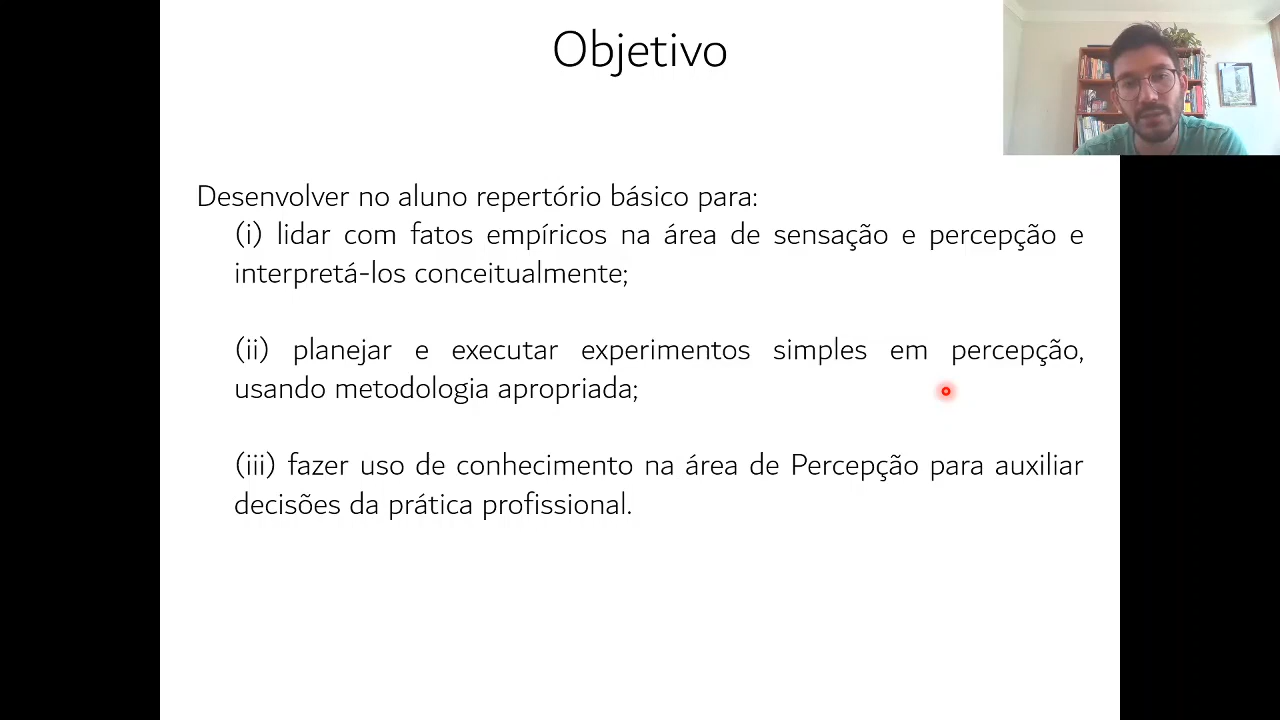 Objetivo
Desenvolver no aluno repertório básico para:
(i) lidar com fatos empíricos na área de sensação e percepção e
interpretá-los conceitualmente;
(ii) planejar e executar experimentos simples em percepção,
usando metodologia apropriada;
(iii) fazer uso de conhecimento na área de Percepção para auxiliar
decisões da prática profissional.